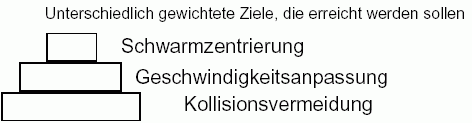 Unterschiedlich gewichtete Ziele, die erreicht werden sollen
Schwarmzentrierung
Geschwindigkeitsanpassung
Kollisionsvermeidung